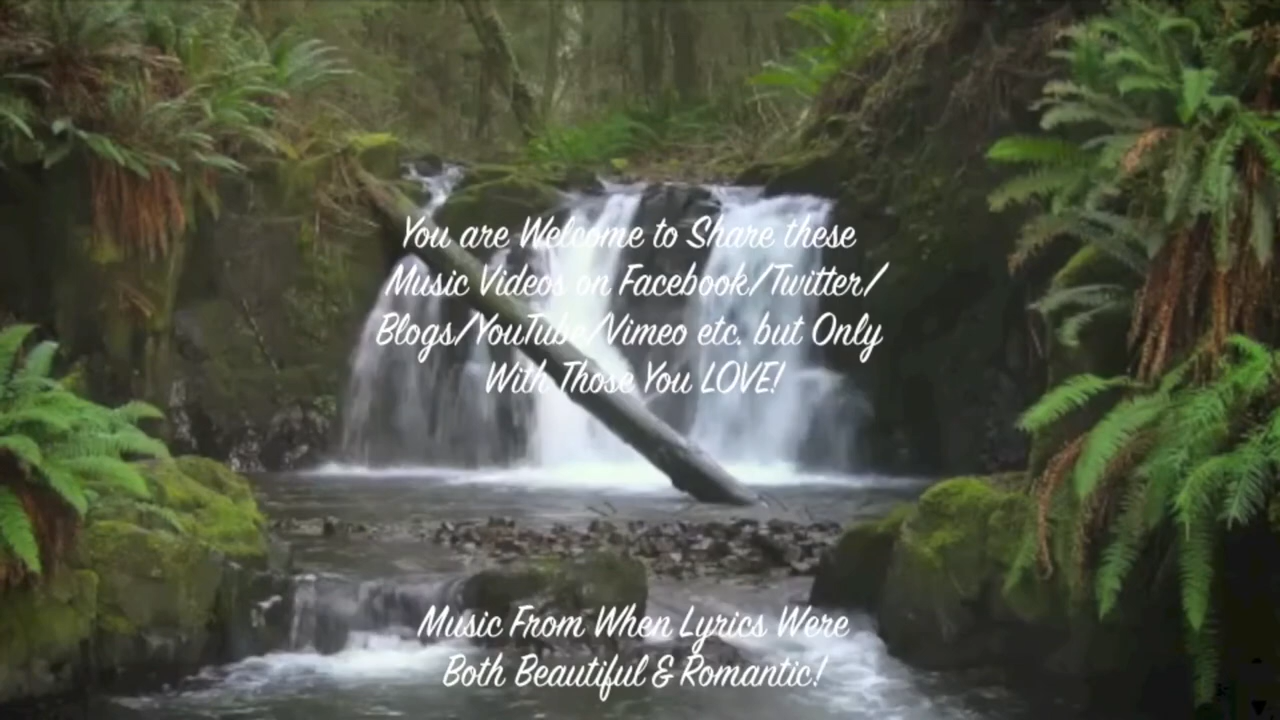 You are Welcome to Share these
Music Videos on Facebook/Twitter/
Blogs/YouTube/Vimeo etc. but Only
With Those You LOVE!
Music From When Lyrics Were
Both Beautiful & Romantic!